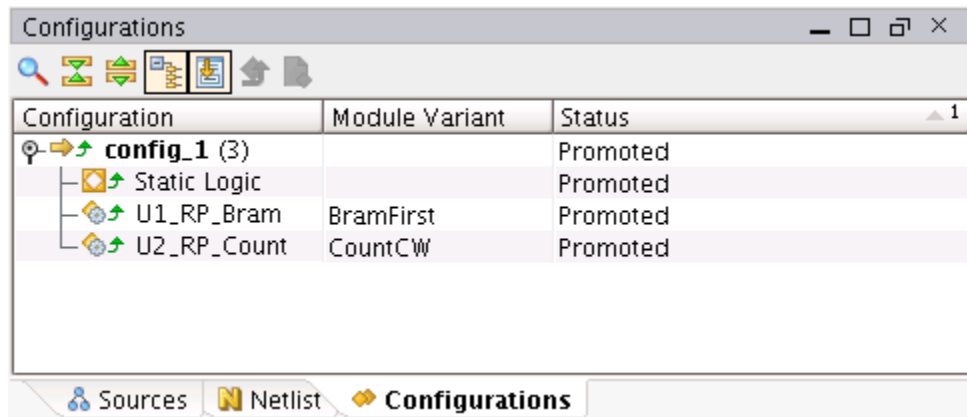 Configurations
Configuration Module Variant Status 1
config_1 (3) Promoted
Static Logic Promoted
U1_RP_Bram BramFirst Promoted
U2_RP_Count CountCW Promoted
Sources Netlist Configurations